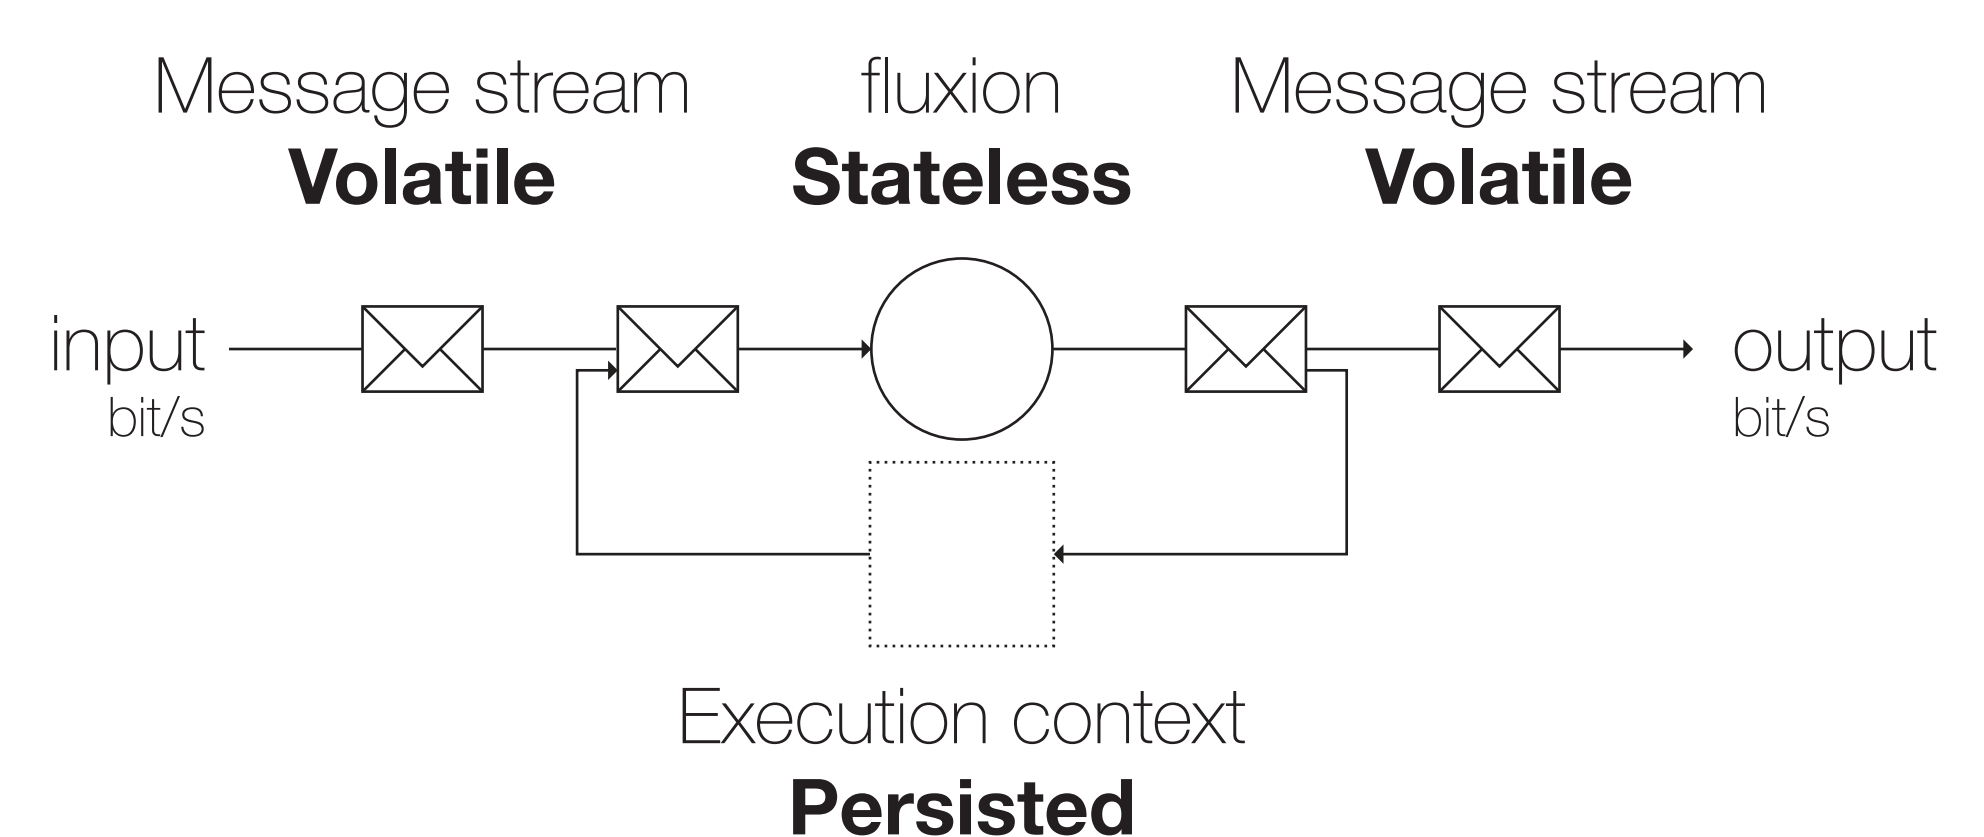 Message stream
Volatile
fluxion
Stateless
Message stream
Volatile
input
bit/s
output
bit/s
Execution context
Persisted